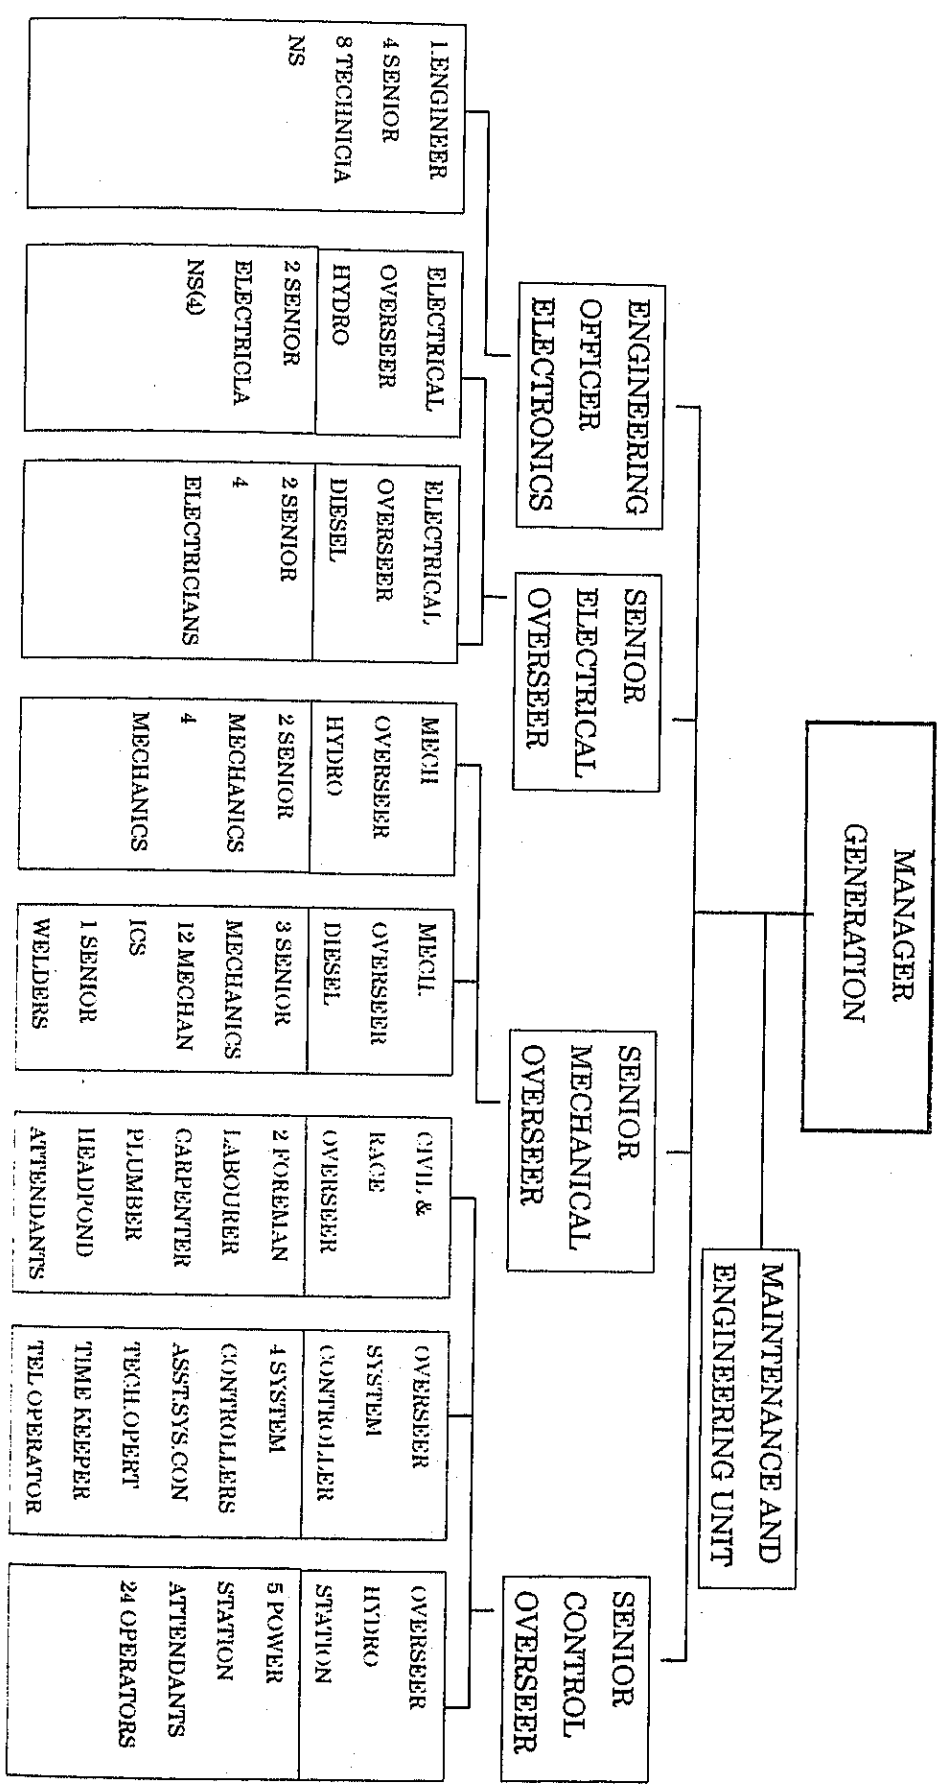 MANAGER
GENERATION
MAINTENANCE AND
ENGINEERING UNIT
ENGINEERING
OFFICER
ELECTRONICS
SENIOR
ELECTRICAL
OVERSEER
SENIOR
MECHANICAL
OVERSEER
SENIOR
CONTROL
OVERSEER
1.ENGINEER
4 SENIOR
8 TECHNICIA
NS
ELECTRICAL
OVERSEER
HYDRO
2 SENIOR
ELECTRICLA
NS(4)
ELECTRICAL
OVERSEER
DIESEL
2 SENIOR
4
ELECTRICIANS
MECH
OVERSEER
HYDRO
2 SENIOR
MECHANICS
4
MECHANICS
MECH.
OVERSEER
DIESEL
3 SENIOR
MECHANICS
12 MECHAN
ICS
1 SENIOR
WELDERS
CIVIL &
RACE
OVERSEER
2 FOREMAN
LABOURER
CARPENTER
PLUMBER
HEADPOND
ATTENDANTS
OVERSEER
SYSTEM
CONTROLLER
4 SYSTEM
CONTROLLERS
ASST.SYS.CON
TECH.OPERT
TIME KEEPER
TEL OPERATOR
OVERSEER
HYDRO
STATION
5 POWER
STATION
ATTENDANTS
24 OPERATORS